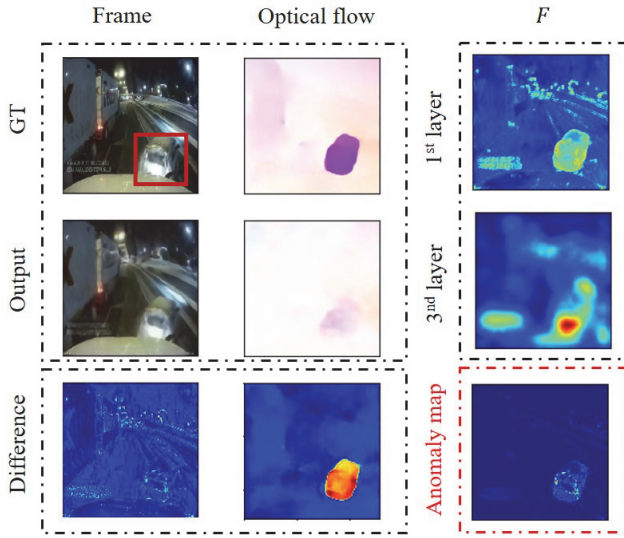 Frame
Optical flow
F
GT
1st layer
Output
3nd layer
Difference
Anomaly map